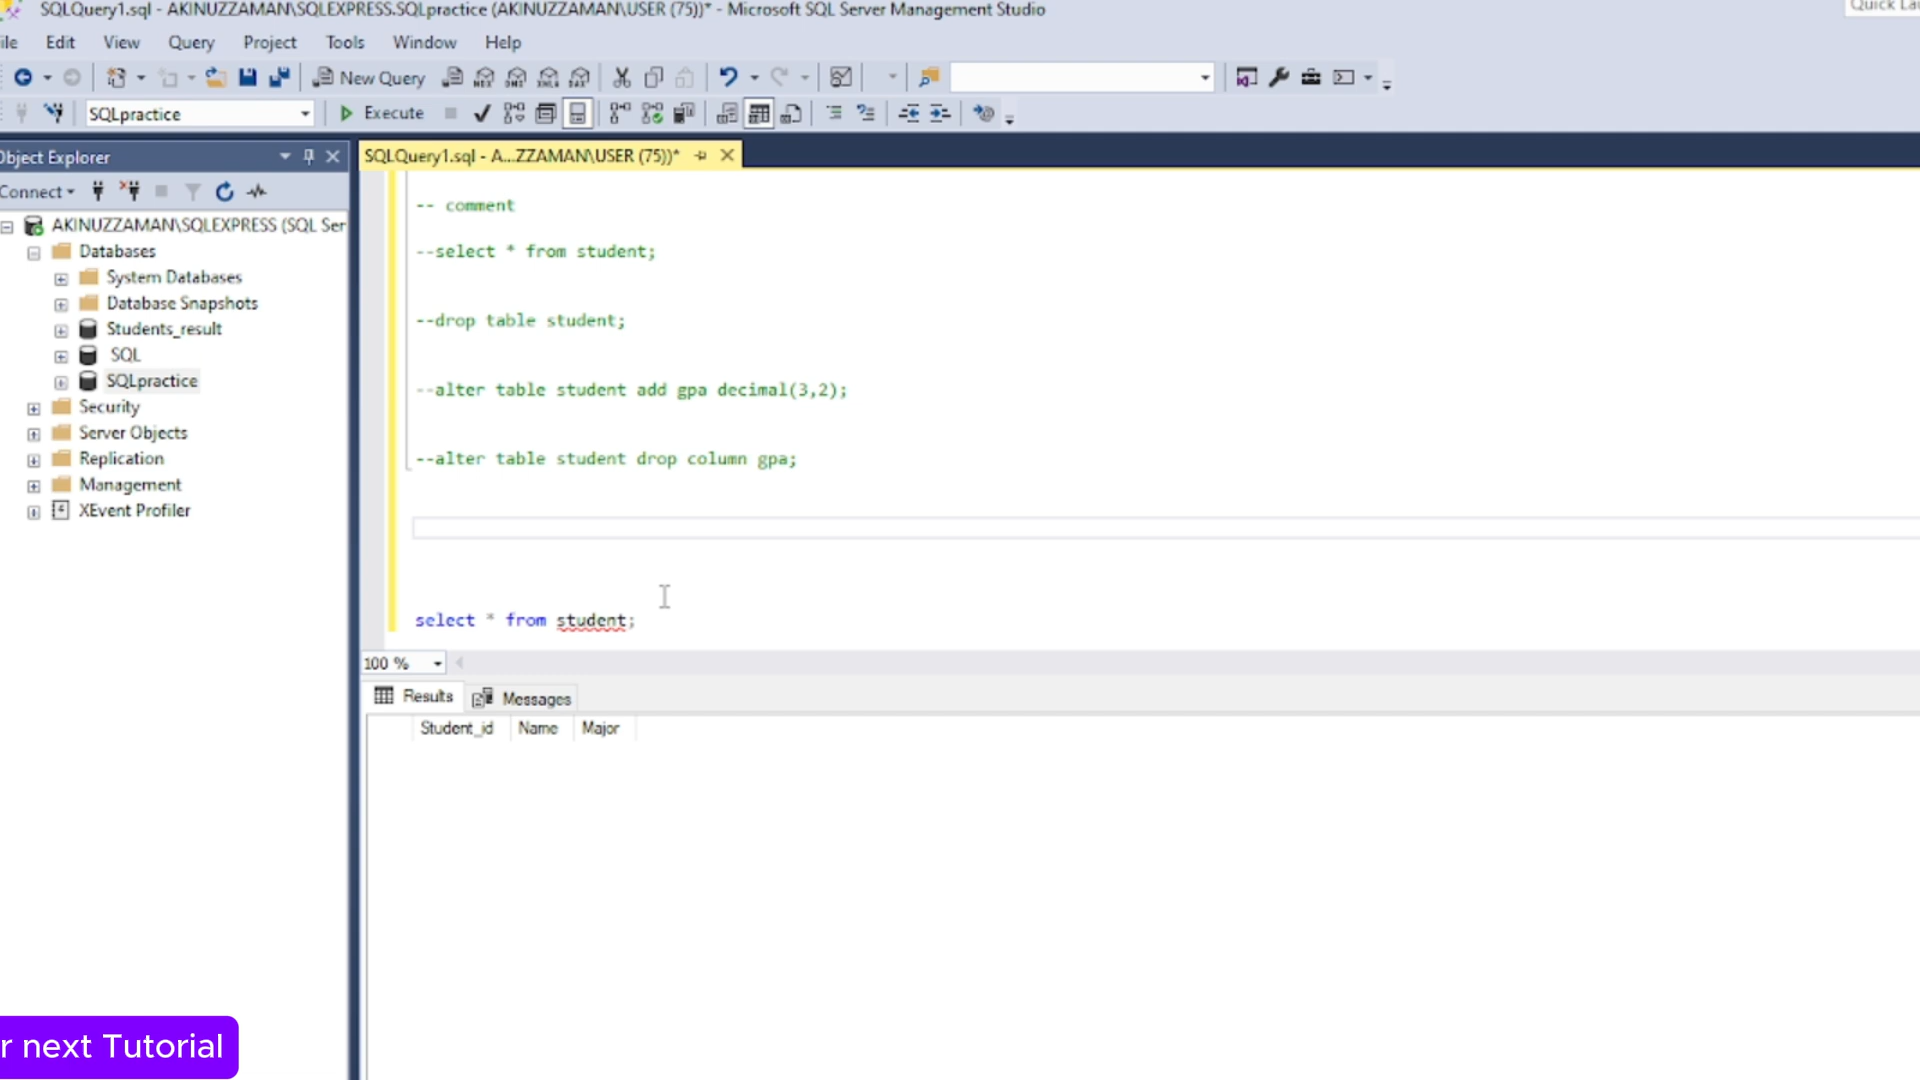 SQLQuery1.sql - AKINUZZAMAN\SQLEXPRESS.SQLpractice (AKINUZZAMAN\USER (75))* - Microsoft SQL Server Management Studio
Quick La
ile Edit View Query Project Tools Window Help
New Query
SQLpractice Execute
Object Explorer
SQLQuery1.sql - A...ZZAMAN\USER (75))*
Connect
AKINUZZAMAN\SQLEXPRESS (SQL Ser
Databases
System Databases
Database Snapshots
Students_result
SQL
SQLpractice
Security
Server Objects
Replication
Management
XEvent Profiler
-- comment
--select * from student;
--drop table student;
--alter table student add gpa decimal(3,2);
--alter table student drop column gpa;
select * from student;
100 %
Results Messages
Student_id Name Major
r next Tutorial